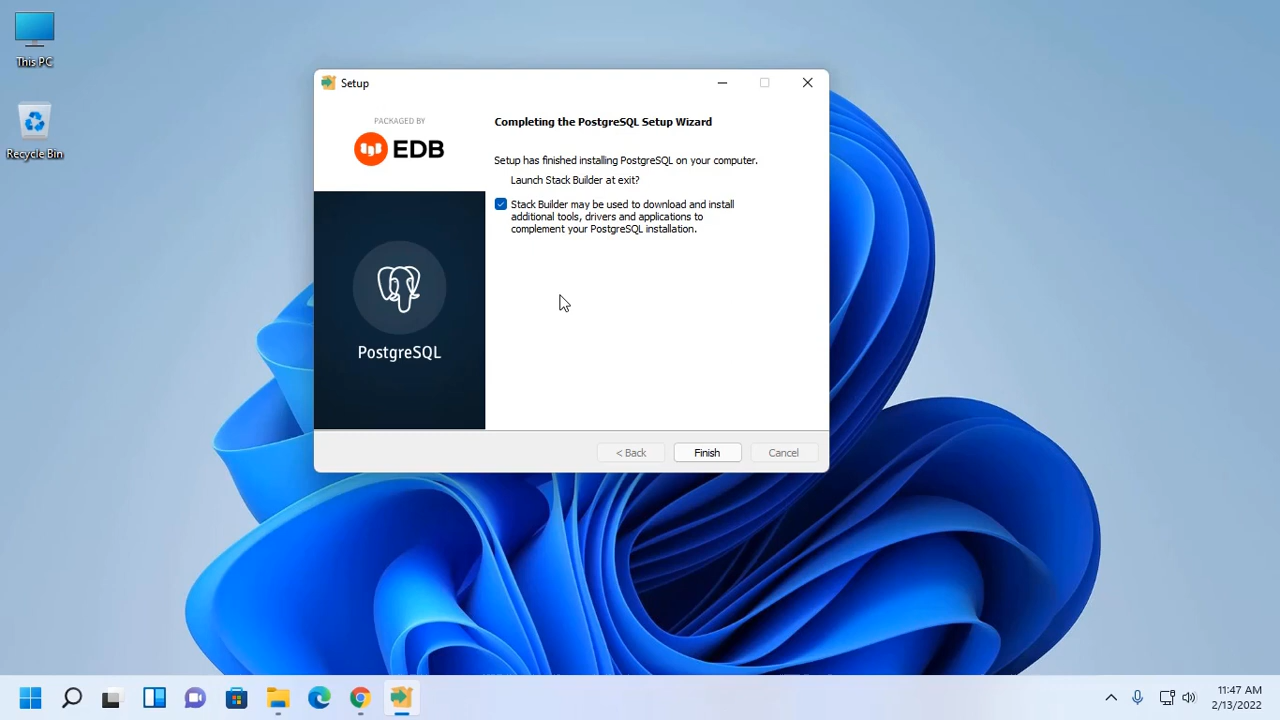 This PC
Recycle Bin
Setup
PACKAGED BY
EDB
PostgreSQL
Completing the PostgreSQL Setup Wizard
Setup has finished installing PostgreSQL on your computer.
Launch Stack Builder at exit?
Stack Builder may be used to download and install
additional tools, drivers and applications to
complement your PostgreSQL installation.
< Back
Finish
Cancel
11:47 AM
2/13/2022